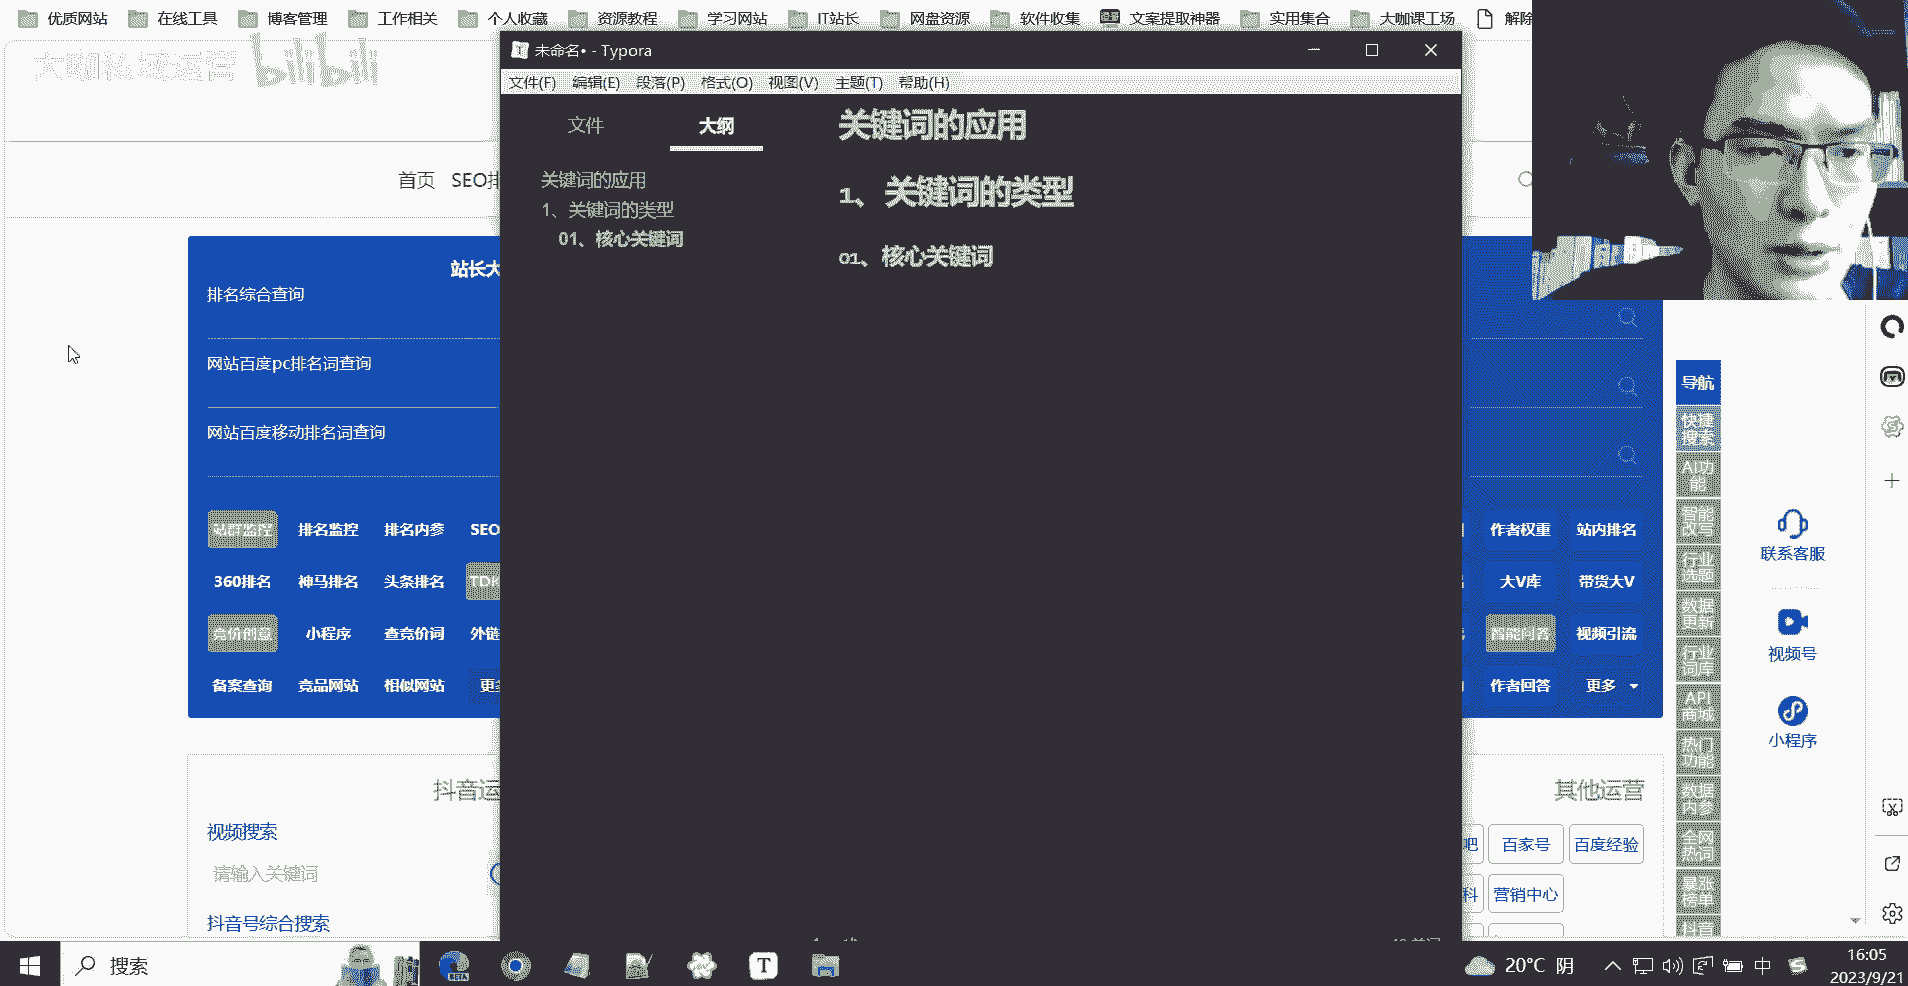 优质网站 在线工具 博客管理 工作相关 个人收藏 资源教程 学习网站 IT站长 网盘资源 软件收集 文案提取神器 实用集合 大咖课工场 解除
大咖私域运营 bilibili
未命名• - Typora
文件(F) 编辑(E) 段落(P) 格式(O) 视图(V) 主题(T) 帮助(H)
文件 大纲
关键词的应用
1、关键词的类型
01、核心关键词
关键词的应用
1、关键词的类型
01、核心关键词
首页 SEO排
站长大
排名综合查询
网站百度pc排名词查询
网站百度移动排名词查询
站群监控 排名监控 排名内参 SEO
360排名 神马排名 头条排名 TDK
竞价创意 小程序 查竞价词 外链
备案查询 竞品网站 相似网站 更多
作者权重 站内排名
大V库 带货大V
智能问答 视频引流
作者回答 更多
抖音运
视频搜索
请输入关键词
抖音号综合搜索
其他运营
吧 百家号 百度经验
科 营销中心
导航
快捷搜索
AI功能
智能改写
行业选题
数据更新
行业词库
API商城
热门功能
数据内参
全网热词
暴涨榜单
抖音
联系客服
视频号
小程序
搜索
BETA
20°C 阴
中
16:05
2023/9/21